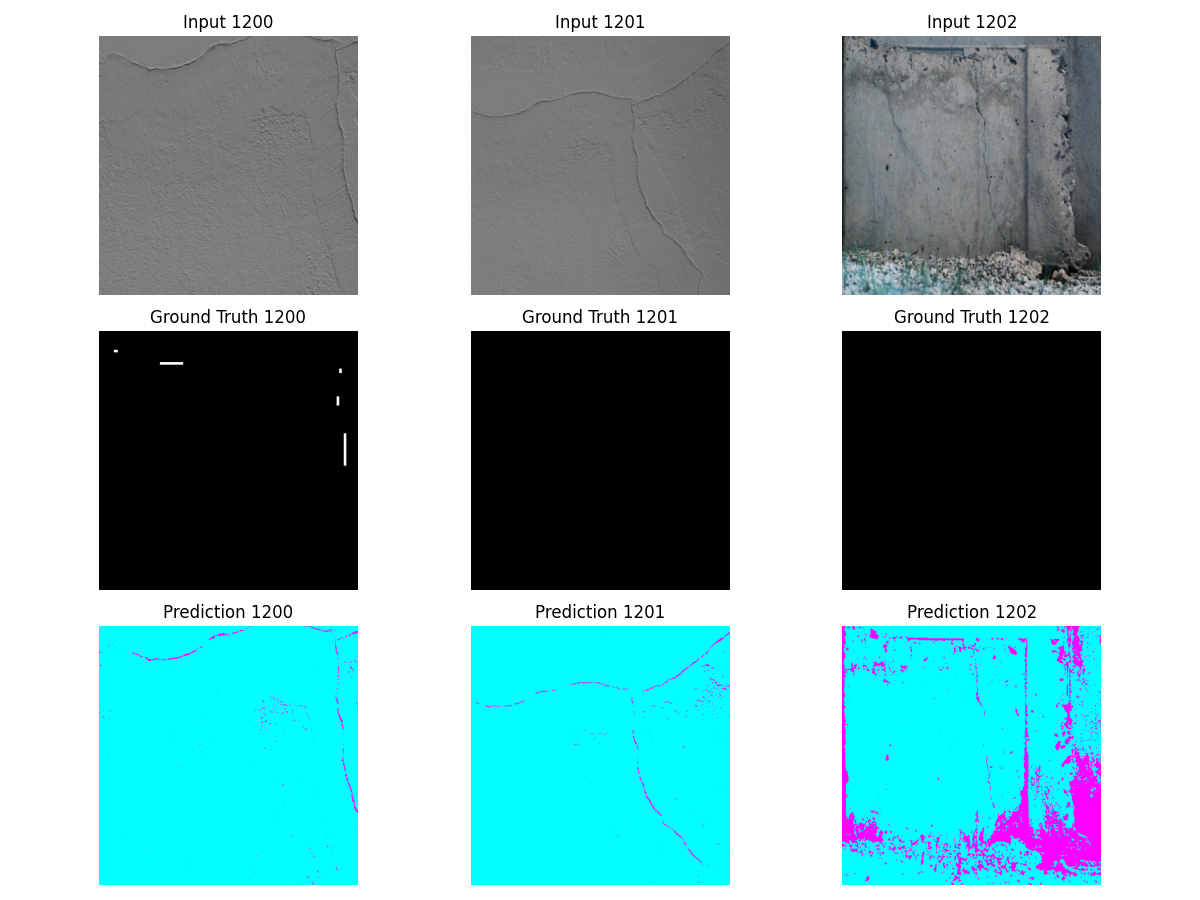 Input 1200
Input 1201
Input 1202
Ground Truth 1200
Ground Truth 1201
Ground Truth 1202
Prediction 1200
Prediction 1201
Prediction 1202